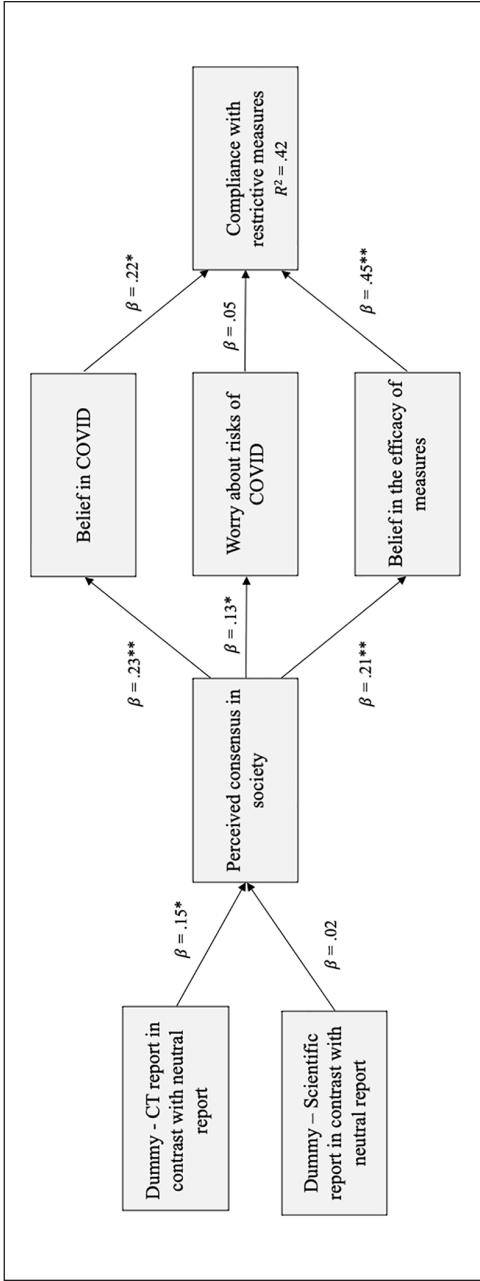 Dummy - CT report in
contrast with neutral
report
Dummy – Scientific
report in contrast with
neutral report
β = .15*
β = .02
Perceived consensus in
society
β = .23**
β = .13*
β = .21**
Belief in COVID
Worry about risks of
COVID
Belief in the efficacy of
measures
β = .22*
β = .05
β = .45**
Compliance with
restrictive measures
R² = .42